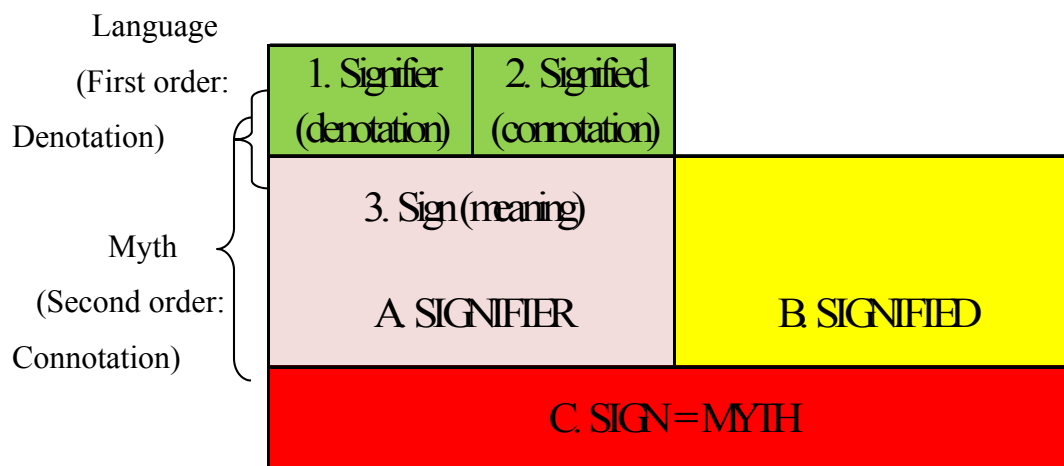 Language
(First order:
Denotation)
1. Signifier
(denotation)
2. Signified
(connotation)
3. Sign (meaning)
Myth
(Second order:
Connotation)
A. SIGNIFIER
B. SIGNIFIED
C. SIGN = MYTH